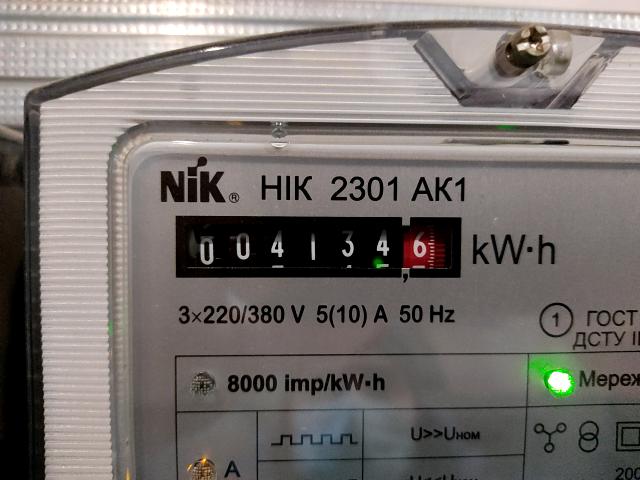 NiK® НІК 2301 АК1
004134,6 kW·h
3×220/380 V 5(10) A 50 Hz
1 ГОСТ
ДСТУ
8000 imp/kW·h
Мереж
U>>Uном
A
200